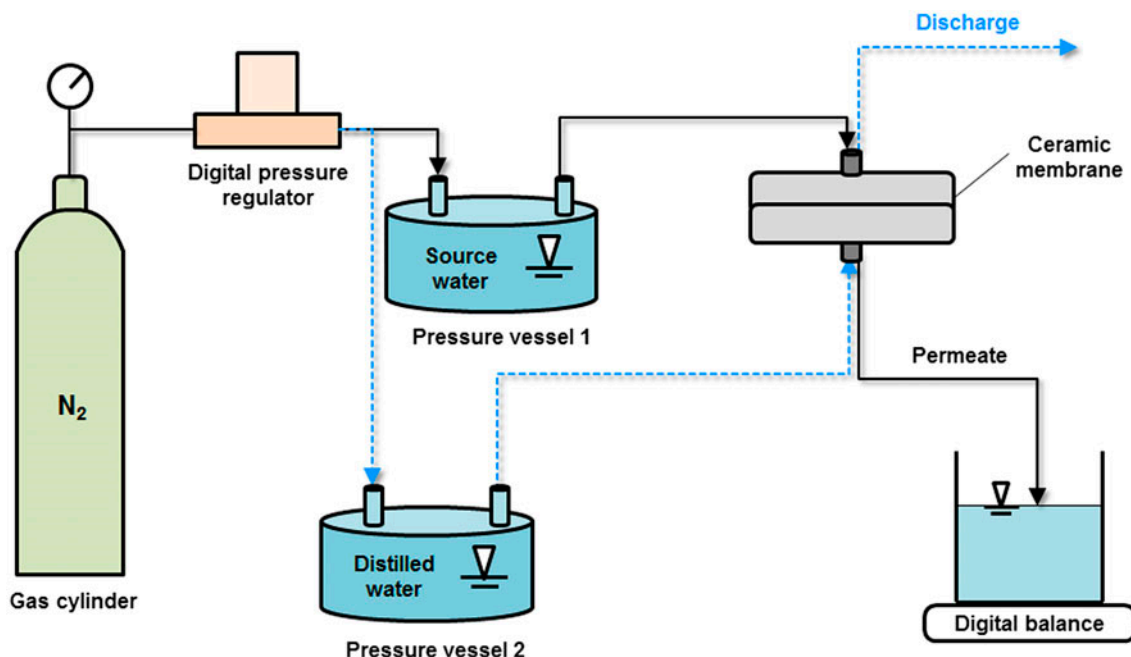 Discharge
Digital pressure
regulator
Ceramic
membrane
Source
water
Pressure vessel 1
Permeate
N₂
Distilled
water
Gas cylinder
Pressure vessel 2
Digital balance